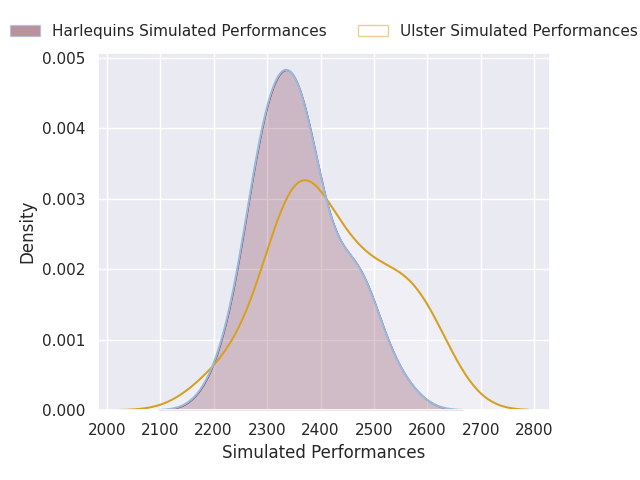 Harlequins Simulated Performances
Ulster Simulated Performances
0.005
0.004
0.003
0.002
0.001
0.000
Density
2000 2100 2200 2300 2400 2500 2600 2700 2800
Simulated Performances